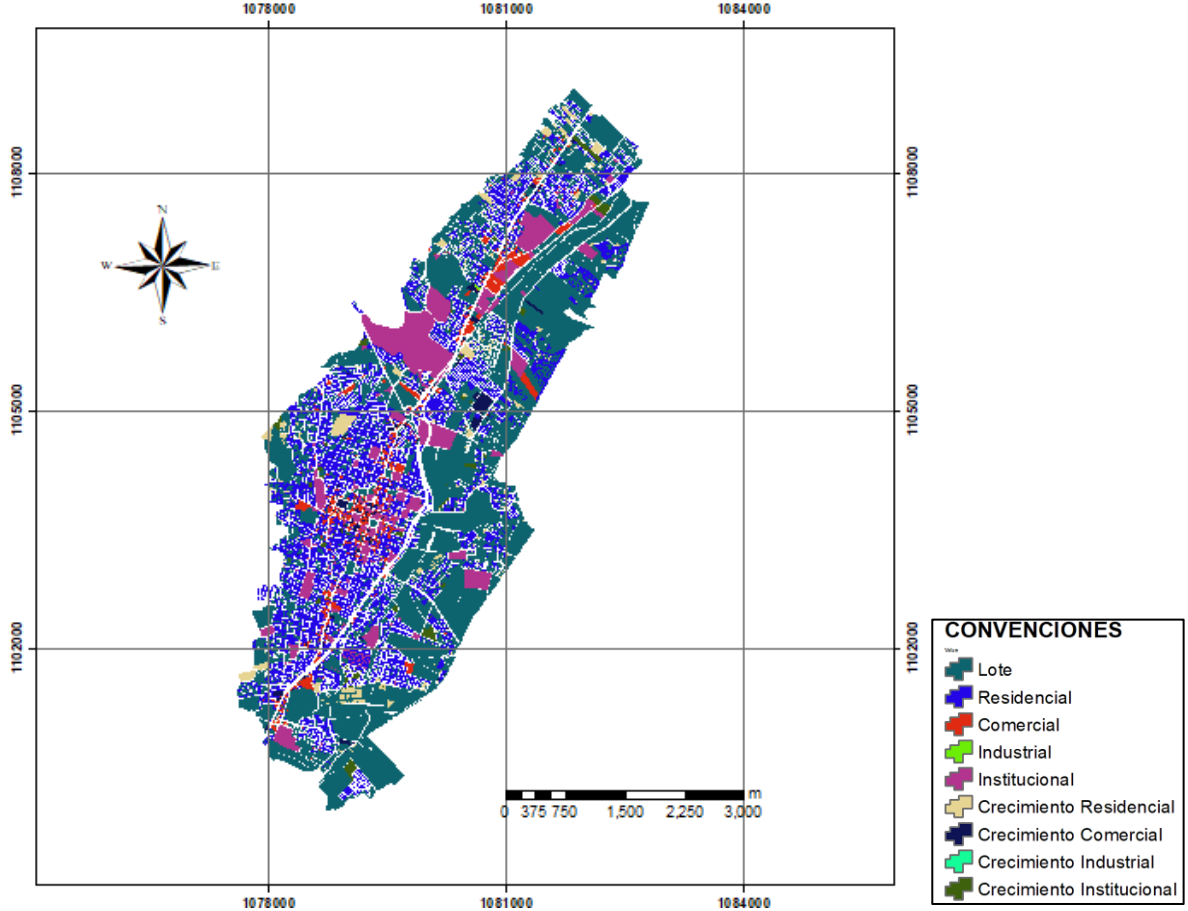 1078000 1081000 1084000
1108000 1108000
N
W E
S
1105000 1105000
1102000 1102000
m
0 375 750 1,500 2,250 3,000
1078000 1081000 1084000
CONVENCIONES
Value
Lote
Residencial
Comercial
Industrial
Institucional
Crecimiento Residencial
Crecimiento Comercial
Crecimiento Industrial
Crecimiento Institucional